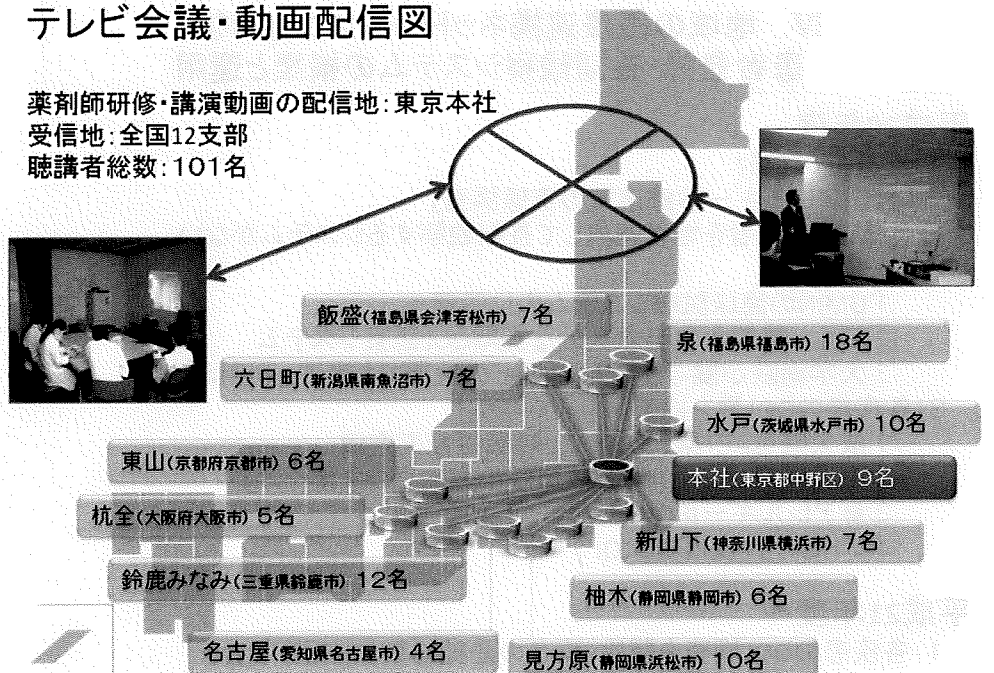 テレビ会議・動画配信図
薬剤師研修・講演動画の配信地:東京本社
受信地:全国12支部
聴講者総数:101名
飯盛(福島県会津若松市) 7名
泉(福島県福島市) 18名
六日町(新潟県南魚沼市) 7名
水戸(茨城県水戸市) 10名
東山(京都府京都市) 6名
本社(東京都中野区) 9名
杭全(大阪府大阪市) 5名
新山下(神奈川県横浜市) 7名
鈴鹿みなみ(三重県鈴鹿市) 12名
柚木(静岡県静岡市) 6名
名古屋(愛知県名古屋市) 4名
見方原(静岡県浜松市) 10名